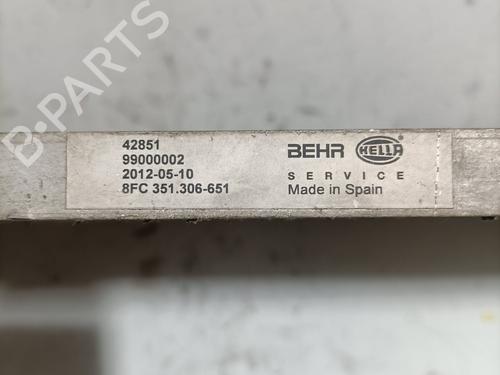 B-PARTS
42851
99000002
2012-05-10
8FC 351.306-651
BEHR HELLA
SERVICE
Made in Spain